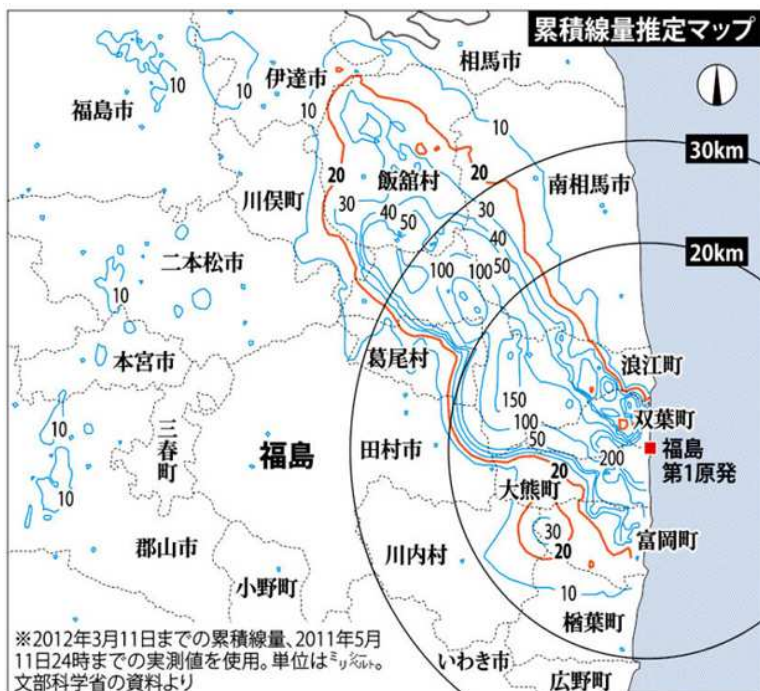 累積線量推定マップ
相馬市
伊達市
10
10
福島市
10
10
30km
20
飯舘村
20
南相馬市
川俣町
30
30
40
50
40
50
20km
二本松市
100
100
10
浪江町
本宮市
葛尾村
150
双葉町
三春町
10
福島
田村市
100
50
200
福島
第1原発
10
20
大熊町
30
20
富岡町
郡山市
川内村
小野町
10
楢葉町
※2012年3月11日までの累積線量、2011年5月
11日24時までの実測値を使用。単位はミリシーベルト。
文部科学省の資料より
いわき市
広野町